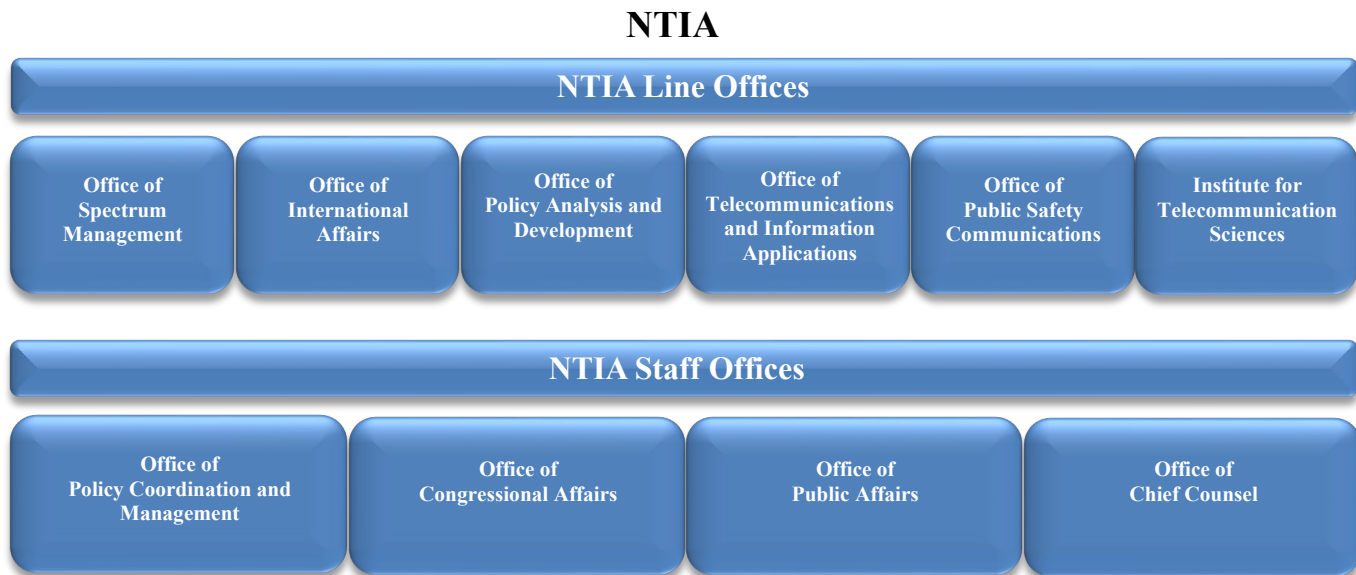 NTIA
NTIA Line Offices
Office of
Spectrum
Management
Office of
International
Affairs
Office of
Policy Analysis and
Development
Office of
Telecommunications
and Information
Applications
Office of
Public Safety
Communications
Institute for
Telecommunication
Sciences
NTIA Staff Offices
Office of
Policy Coordination and
Management
Office of
Congressional Affairs
Office of
Public Affairs
Office of
Chief Counsel